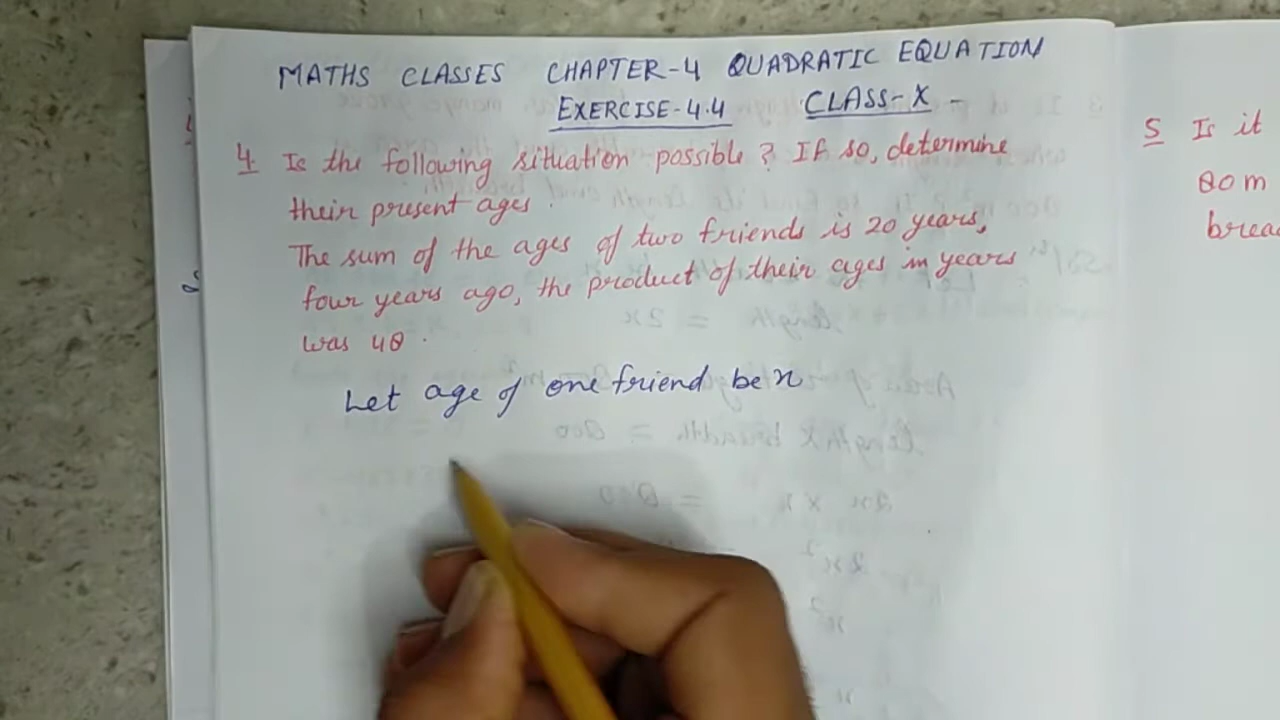 MATHS CLASSES CHAPTER-4 QUADRATIC EQUATION
EXERCISE-4.4 CLASS-X -
4 Is the following situation possible? If so, determine
their present ages.
The sum of the ages of two friends is 20 years,
four years ago, the product of their ages in years
was 48.
Let age of one friend be x
5 Is it
80m